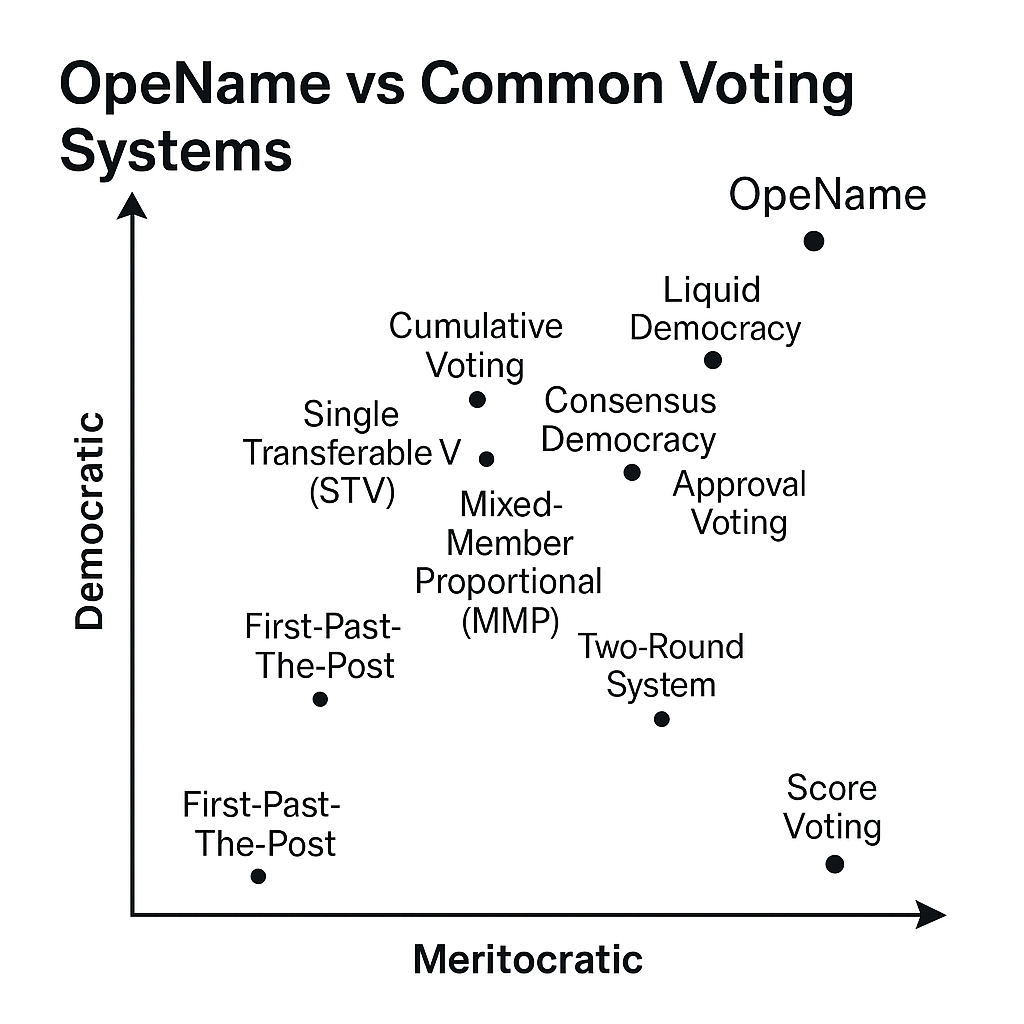 OpeName vs Common Voting
Systems
OpeName
Liquid
Democracy
Cumulative
Voting
Consensus
Democracy
Single
Transferable V
(STV)
Approval
Voting
Mixed-
Member
Proportional
(MMP)
First-Past-
The-Post
Two-Round
System
First-Past-
The-Post
Score
Voting
Democratic
Meritocratic